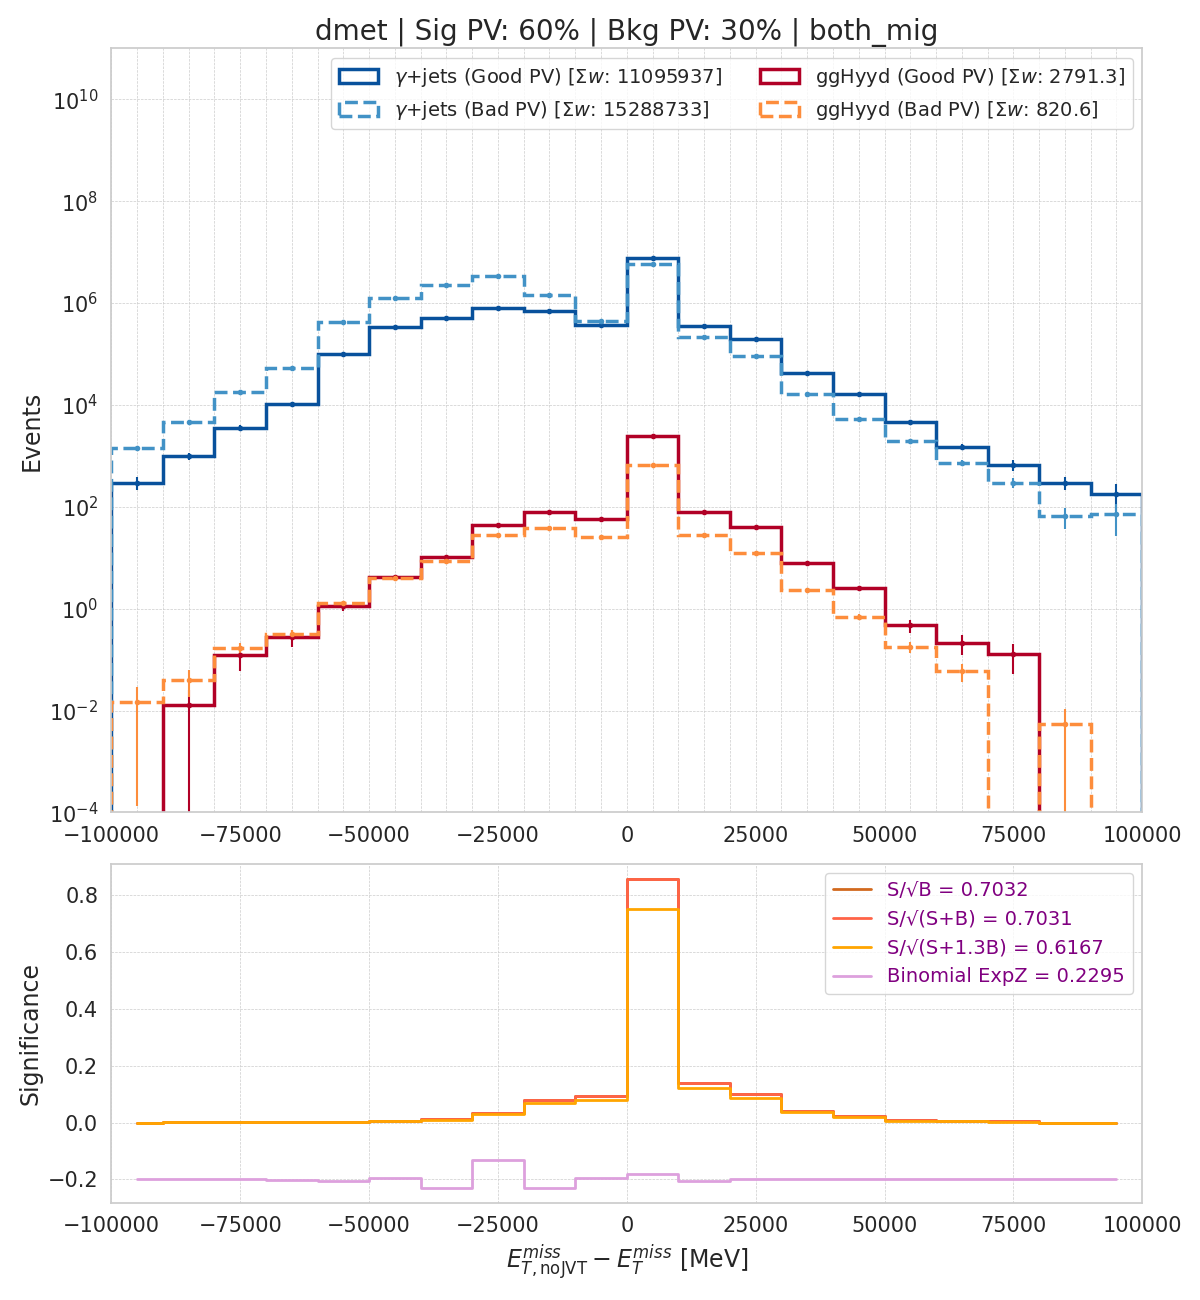 dmet | Sig PV: 60% | Bkg PV: 30% | both_mig
γ+jets (Good PV) [Σw: 11095937]
γ+jets (Bad PV) [Σw: 15288733]
ggHyyd (Good PV) [Σw: 2791.3]
ggHyyd (Bad PV) [Σw: 820.6]
Events
10^10
10^8
10^6
10^4
10^2
10^0
10^−2
10^−4
−100000 −75000 −50000 −25000 0 25000 50000 75000 100000
S/√B = 0.7032
S/√(S+B) = 0.7031
S/√(S+1.3B) = 0.6167
Binomial ExpZ = 0.2295
Significance
0.8
0.6
0.4
0.2
0.0
−0.2
−100000 −75000 −50000 −25000 0 25000 50000 75000 100000
E_{T,noJVT}^{miss} − E_T^{miss} [MeV]